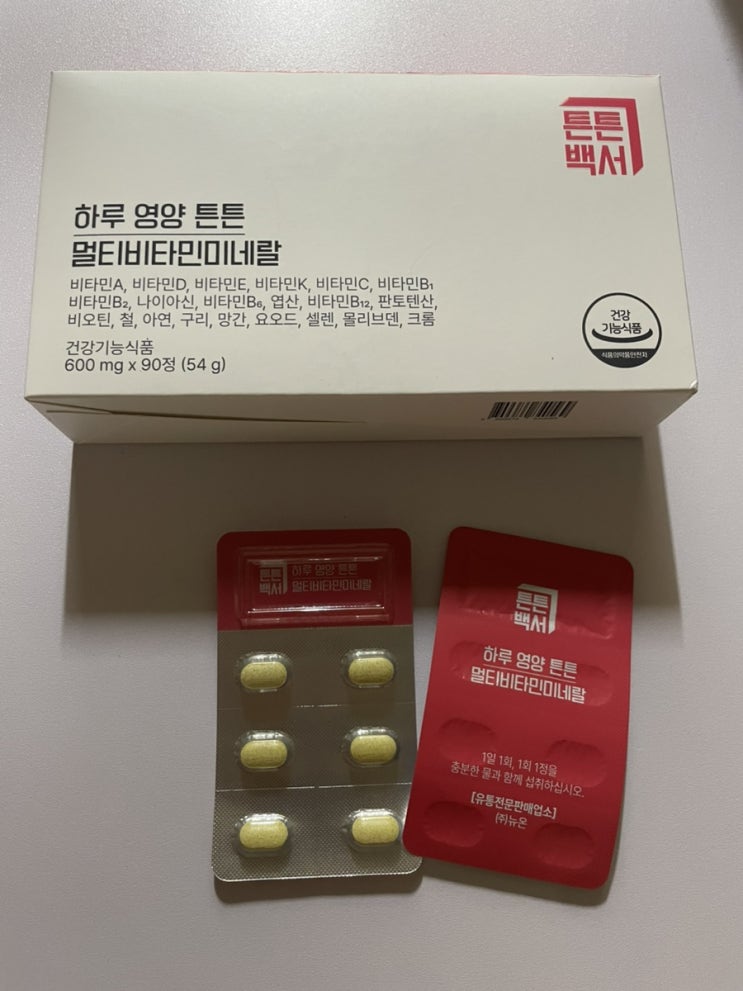 튼튼
백서
하루 영양 튼튼
멀티비타민미네랄
비타민A, 비타민D, 비타민E, 비타민K, 비타민C, 비타민B₁
비타민B₂, 나이아신, 비타민B₆, 엽산, 비타민B₁₂, 판토텐산,
비오틴, 철, 아연, 구리, 망간, 요오드, 셀렌, 몰리브덴, 크롬
건강기능식품
600 mg x 90정 (54 g)
건강
기능식품
식품의약품안전처
튼튼
백서
하루 영양 튼튼
멀티비타민미네랄
튼튼
백서
하루 영양 튼튼
멀티비타민미네랄
1일 1회, 1회 1정을
충분한 물과 함께 섭취하십시오.
[유통전문판매업소]
㈜뉴온